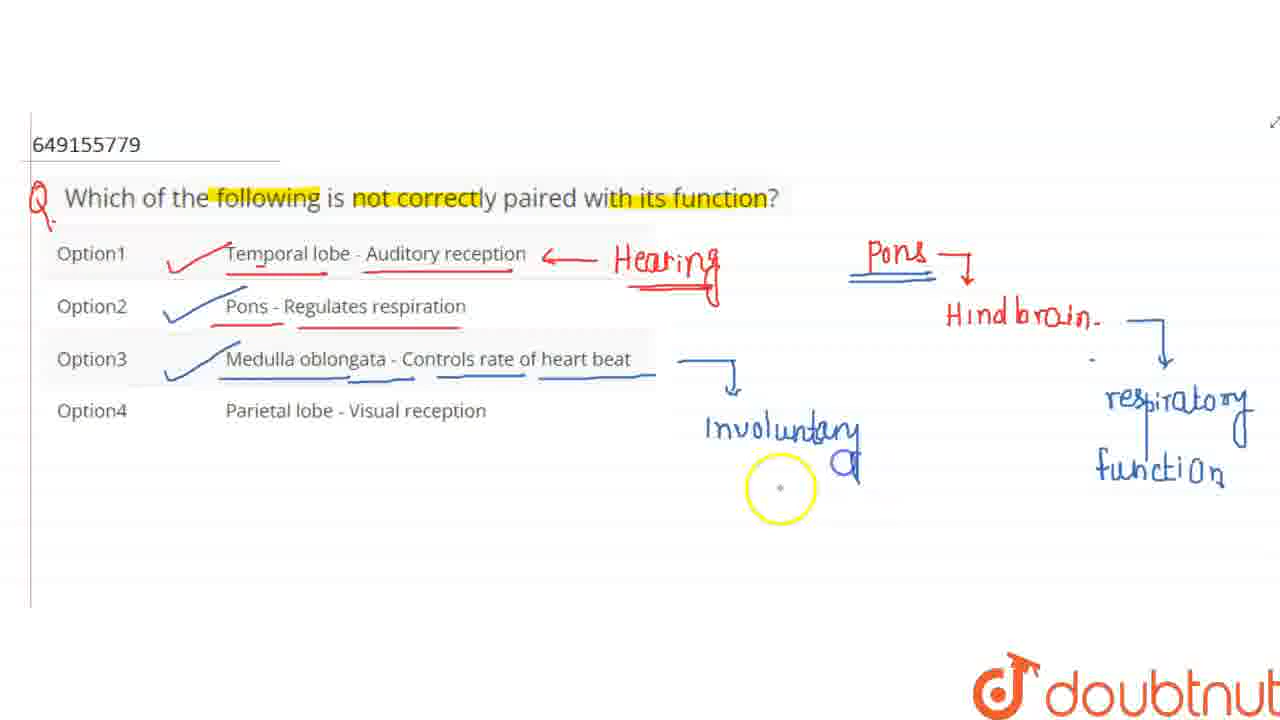 649155779
Q. Which of the following is not correctly paired with its function?
Option1 Temporal lobe - Auditory reception ← Hearing
Option2 Pons - Regulates respiration
Option3 Medulla oblongata - Controls rate of heart beat
Option4 Parietal lobe - Visual reception
Involuntary
Pons
Hindbrain.
respiratory
function
doubtnut